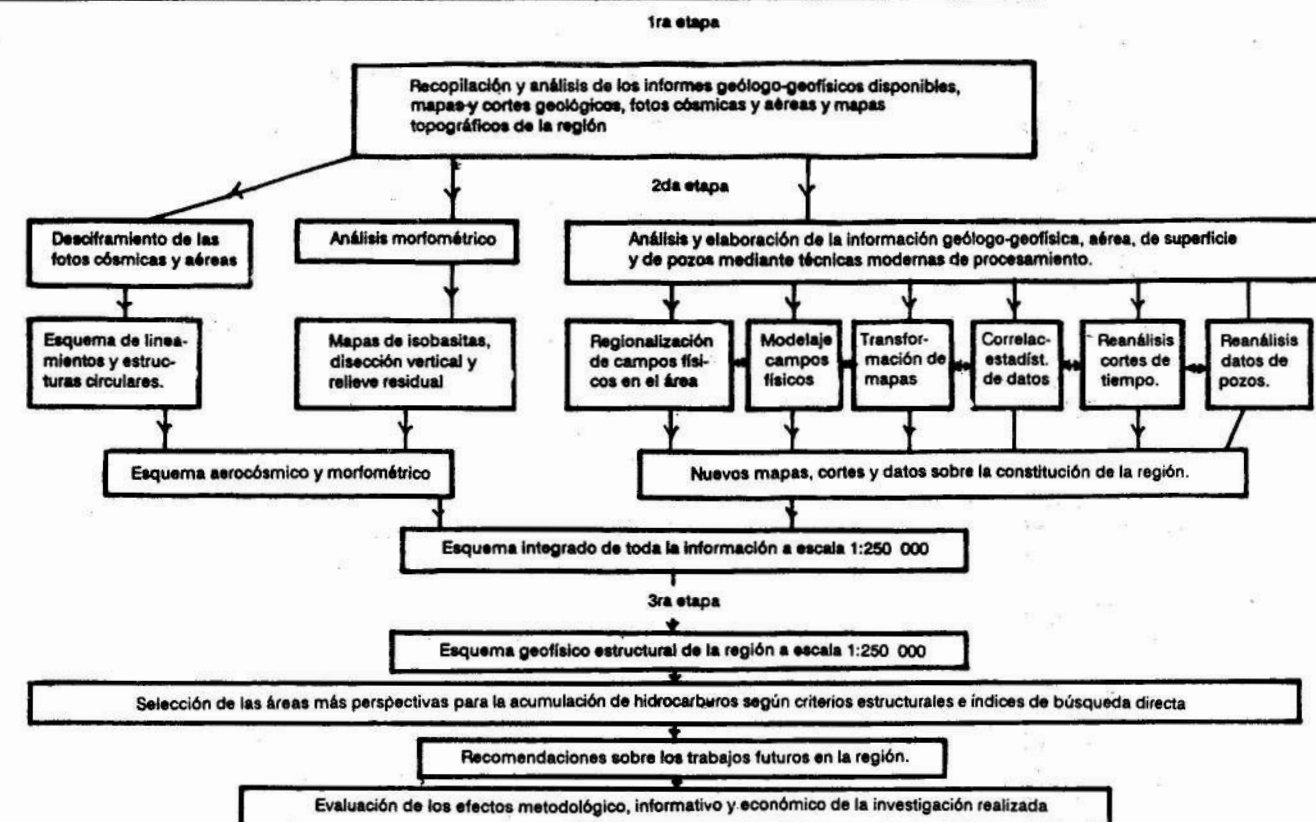 1ra etapa
Recopilación y análisis de los informes geólogo-geofísicos disponibles,
mapas y cortes geológicos, fotos cósmicas y aéreas y mapas
topográficos de la región
2da etapa
Desciframiento de las
fotos cósmicas y aéreas
Análisis morfométrico
Análisis y elaboración de la información geólogo-geofísica, aérea, de superficie
y de pozos mediante técnicas modernas de procesamiento.
Esquema de linea-
mientos y estruc-
turas circulares.
Mapas de isobasitas,
disección vertical y
relieve residual
Regionalización
de campos físi-
cos en el área
Modelaje
campos
físicos
Transfor-
mación de
mapas
Correlac-
estadíst.
de datos
Reanálisis
cortes de
tiempo.
Reanálisis
datos de
pozos.
Esquema aerocósmico y morfométrico
Nuevos mapas, cortes y datos sobre la constitución de la región.
Esquema integrado de toda la información a escala 1:250 000
3ra etapa
Esquema geofísico estructural de la región a escala 1:250 000
Selección de las áreas más perspectivas para la acumulación de hidrocarburos según criterios estructurales e índices de búsqueda directa
Recomendaciones sobre los trabajos futuros en la región.
Evaluación de los efectos metodológico, informativo y económico de la investigación realizada